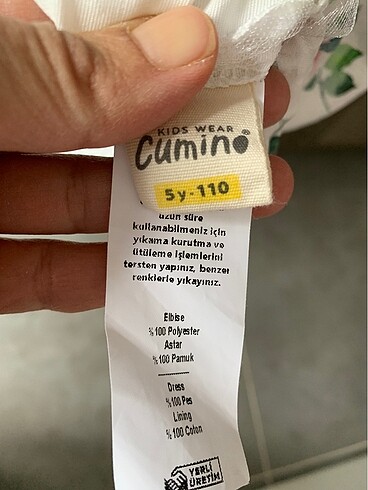 KIDS WEAR
Cumino
5y-110
uzun süre
kullanabilmeniz için
yıkama kurutma ve
ütüleme işlemlerini
tersten yapınız, benzer
renklerle yıkayınız.
Elbise
%100 Polyester
Astar
%100 Pamuk
------------
Dress
%100 Pes
Lining
%100 Coton
YERLİ
ÜRETİM